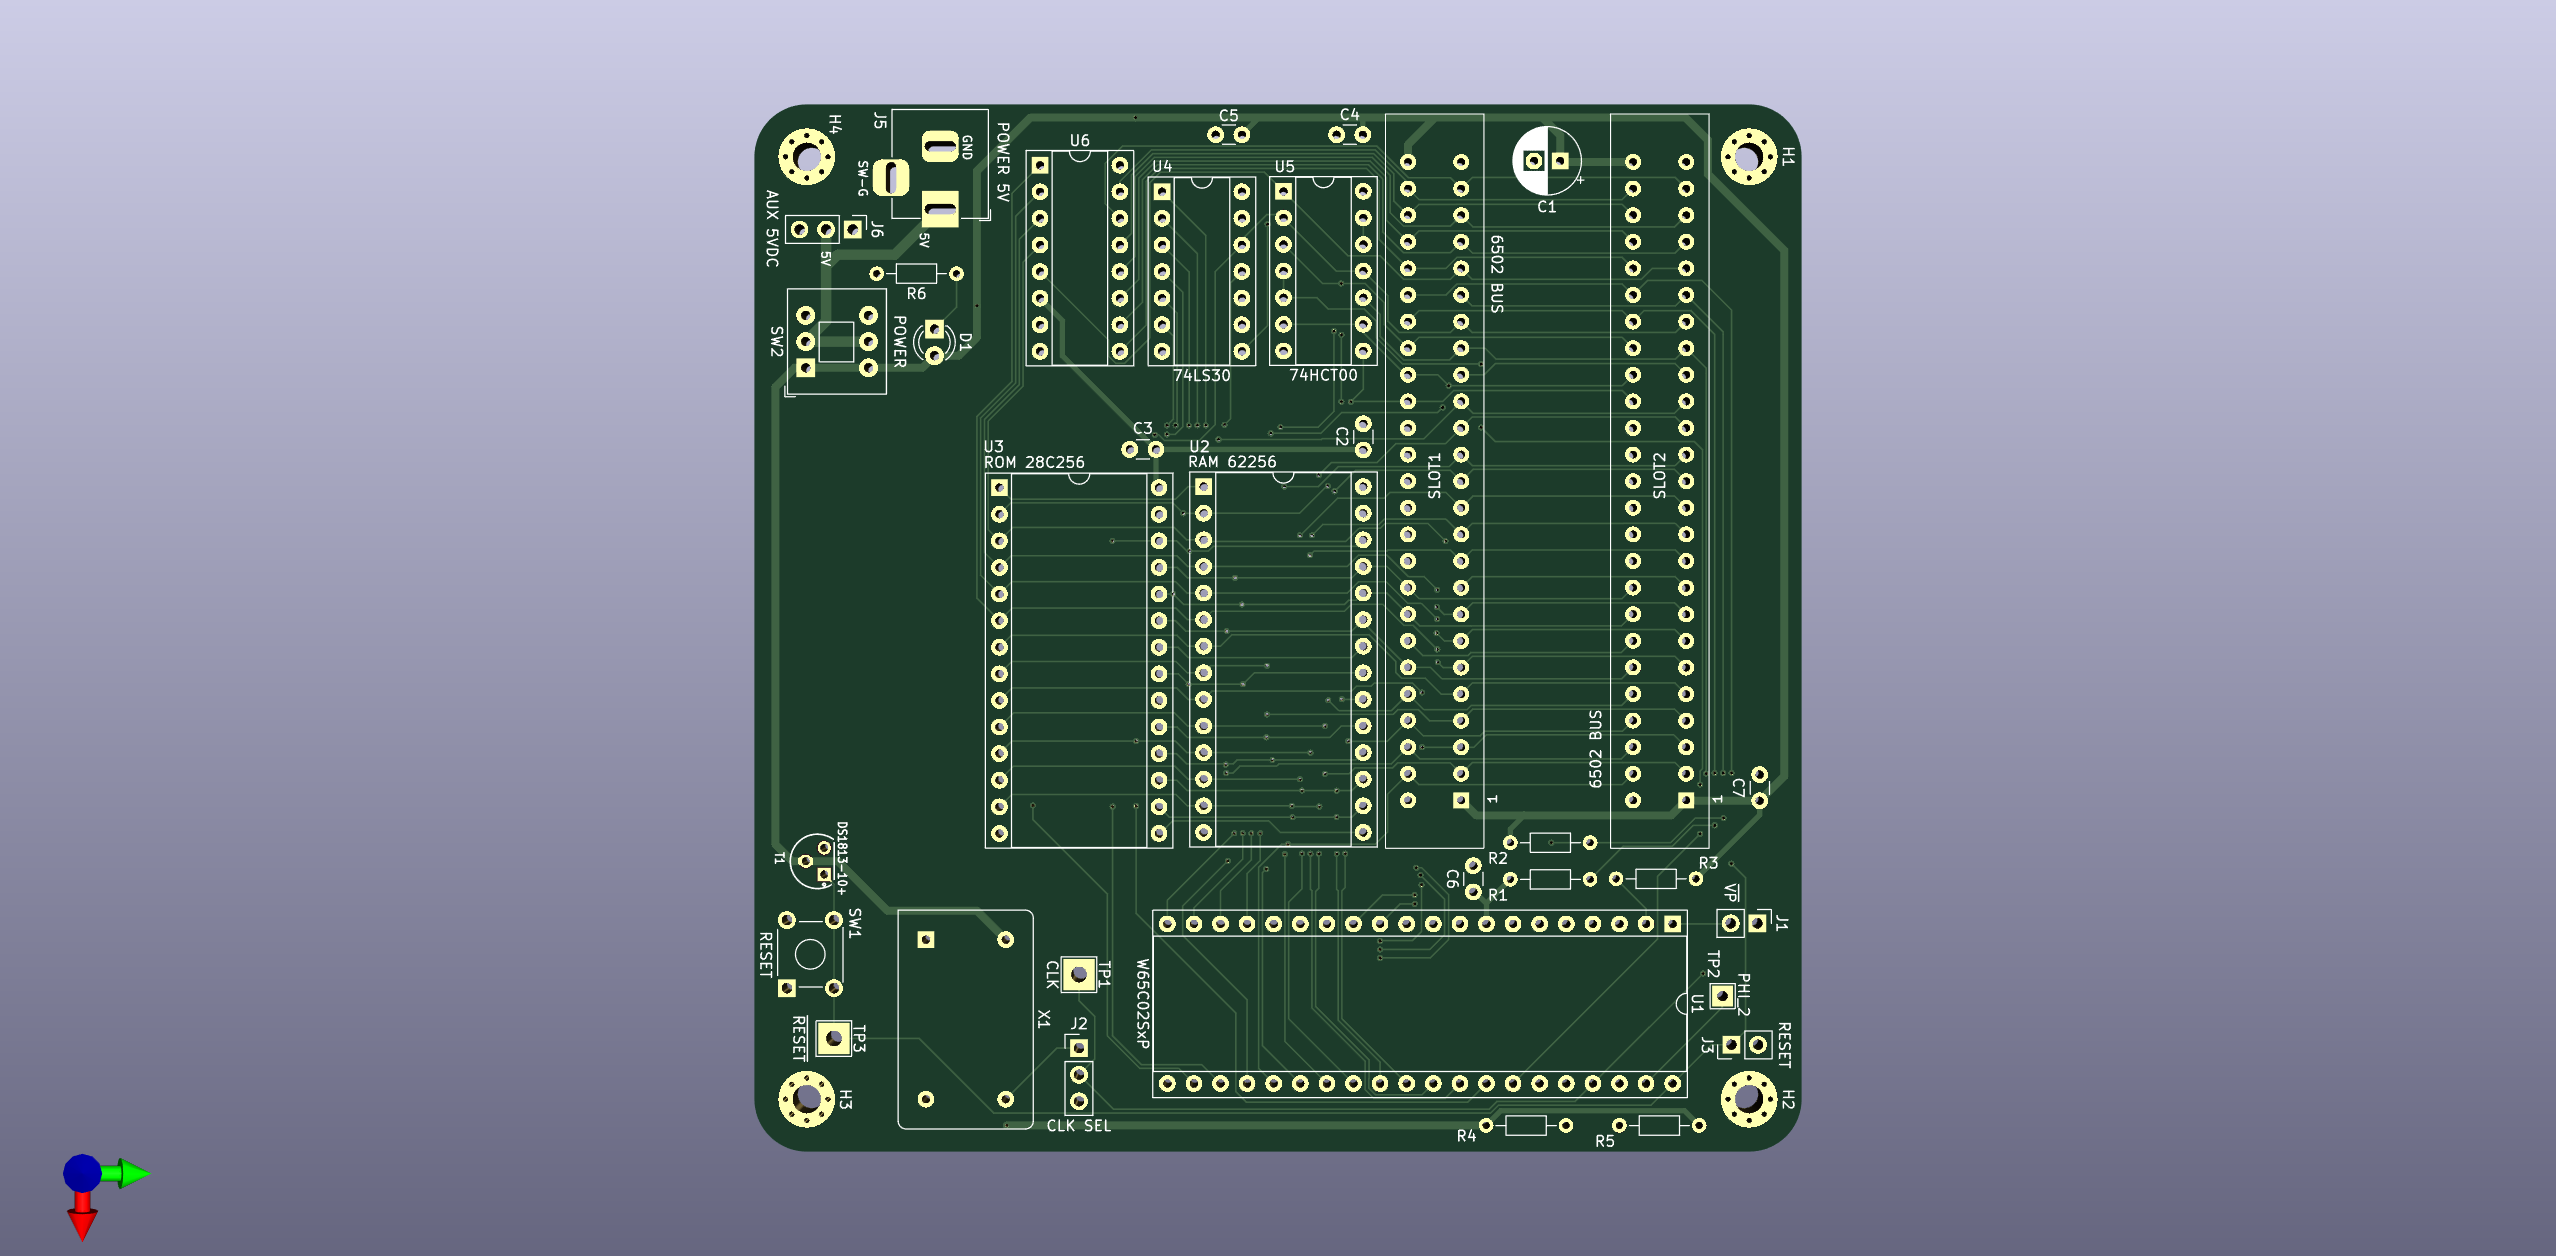 H4
J5
GND
SW-G
POWER 5V
5V
AUX 5VDC
J6
5V
R6
SW2
POWER
D1
U6
C5
C4
U4
U5
74LS30
74HCT00
C1
+
H1
6502 BUS
SLOT1
SLOT2
6502 BUS
1
1
C7
C3
C2
U3
ROM 28C256
U2
RAM 62256
T1
DS1813-10+
SW1
RESET
TP3
RESET
H3
X1
CLK
TP1
J2
CLK SEL
W65C02SxP
U1
C6
R2
R1
R3
VP
J1
TP2
PHI_2
J3
RESET
H2
R4
R5